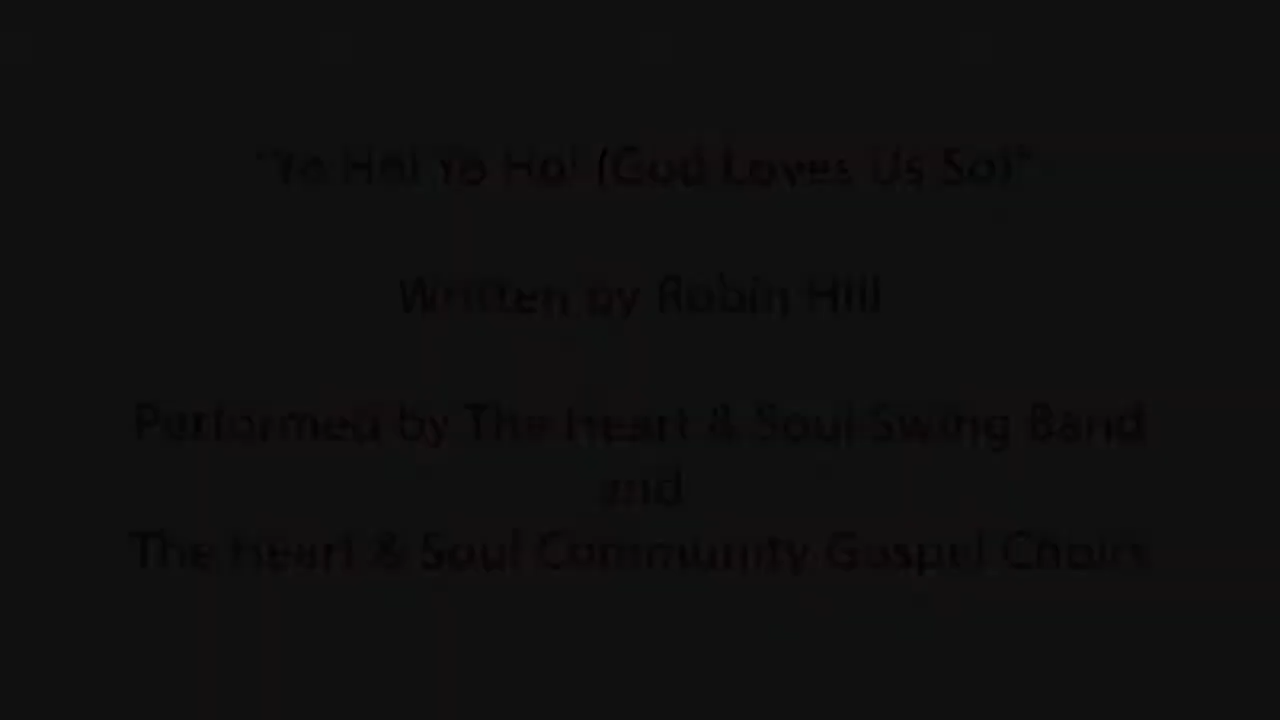 "Yo Ho! Yo Ho! (God Loves Us So)"
Written by Robin Hill
Performed by The Heart & Soul Swing Band
and
The Heart & Soul Community Gospel Choirs